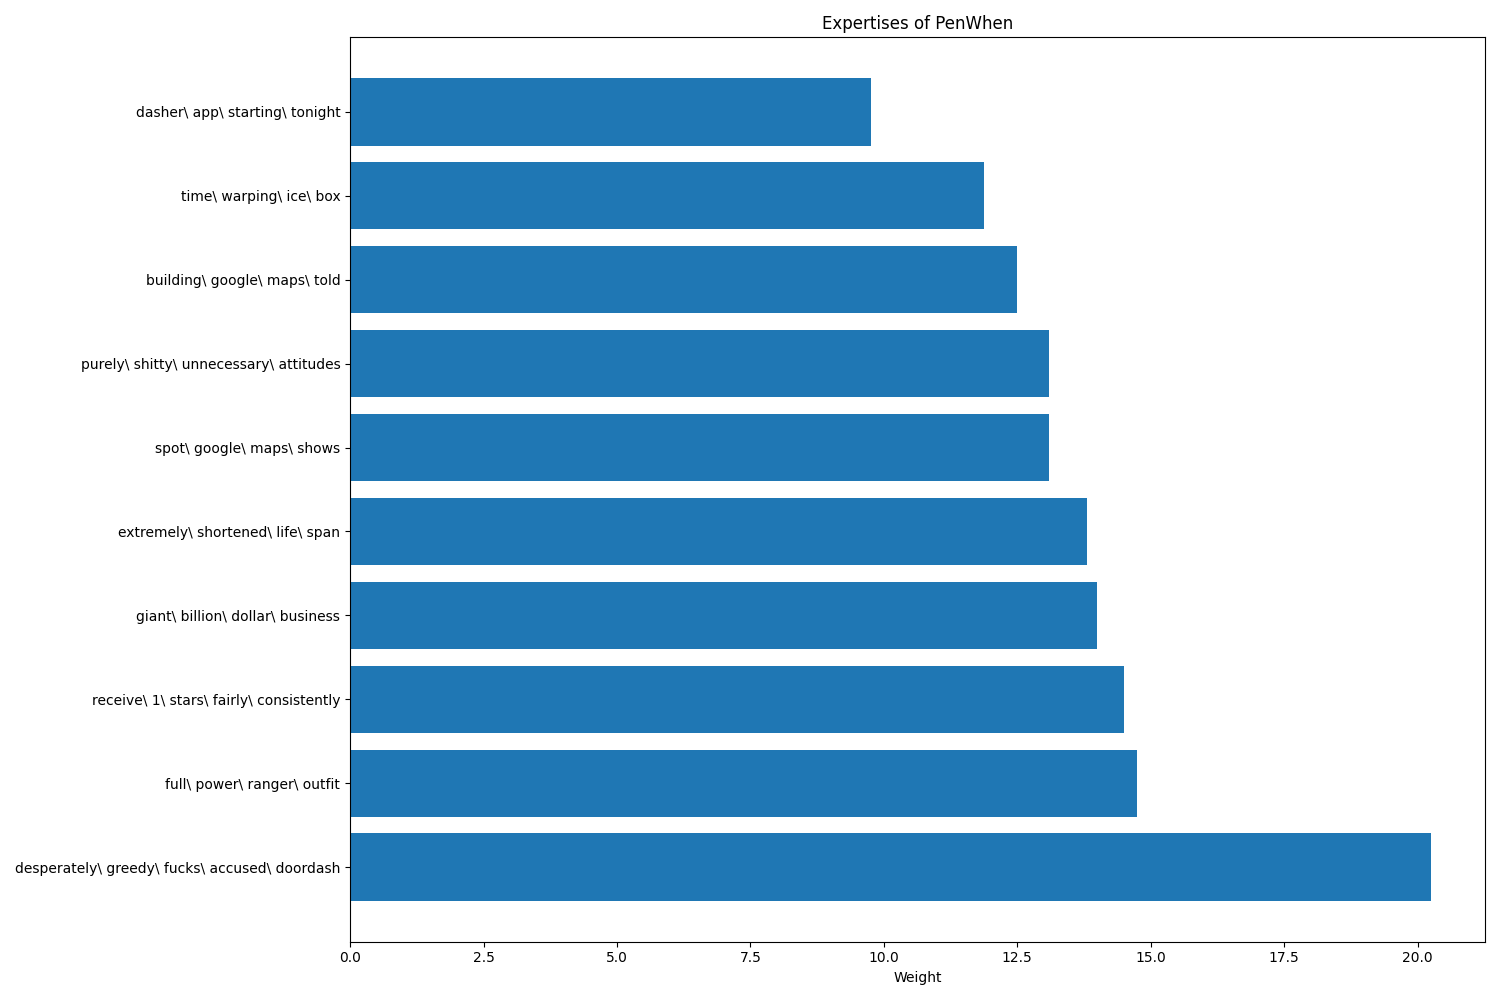 Expertises of PenWhen
dasher\ app\ starting\ tonight
time\ warping\ ice\ box
building\ google\ maps\ told
purely\ shitty\ unnecessary\ attitudes
spot\ google\ maps\ shows
extremely\ shortened\ life\ span
giant\ billion\ dollar\ business
receive\ 1\ stars\ fairly\ consistently
full\ power\ ranger\ outfit
desperately\ greedy\ fucks\ accused\ doordash
0.0 2.5 5.0 7.5 10.0 12.5 15.0 17.5 20.0
Weight